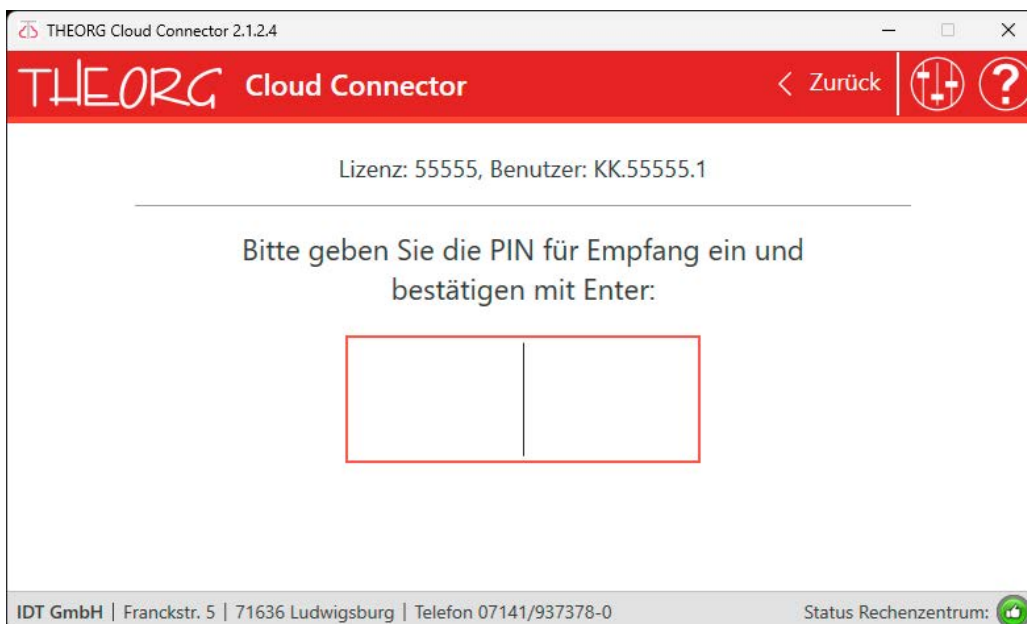 THEORG Cloud Connector 2.1.2.4
THEORG Cloud Connector
< Zurück
?
Lizenz: 55555, Benutzer: KK.55555.1
Bitte geben Sie die PIN für Empfang ein und
bestätigen mit Enter:
IDT GmbH | Franckstr. 5 | 71636 Ludwigsburg | Telefon 07141/937378-0
Status Rechenzentrum: